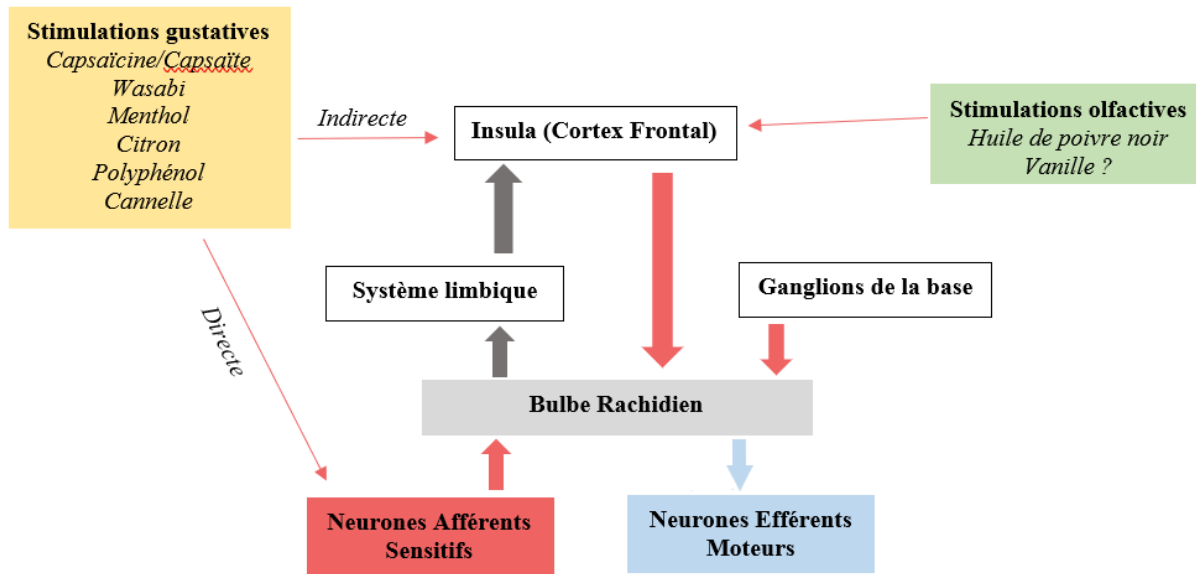 Stimulations gustatives
Capsaïcine/Capsaïte
Wasabi
Menthol
Citron
Polyphénol
Cannelle
Indirecte
Insula (Cortex Frontal)
Stimulations olfactives
Huile de poivre noir
Vanille ?
Système limbique
Ganglions de la base
Directe
Bulbe Rachidien
Neurones Afférents
Sensitifs
Neurones Efférents
Moteurs